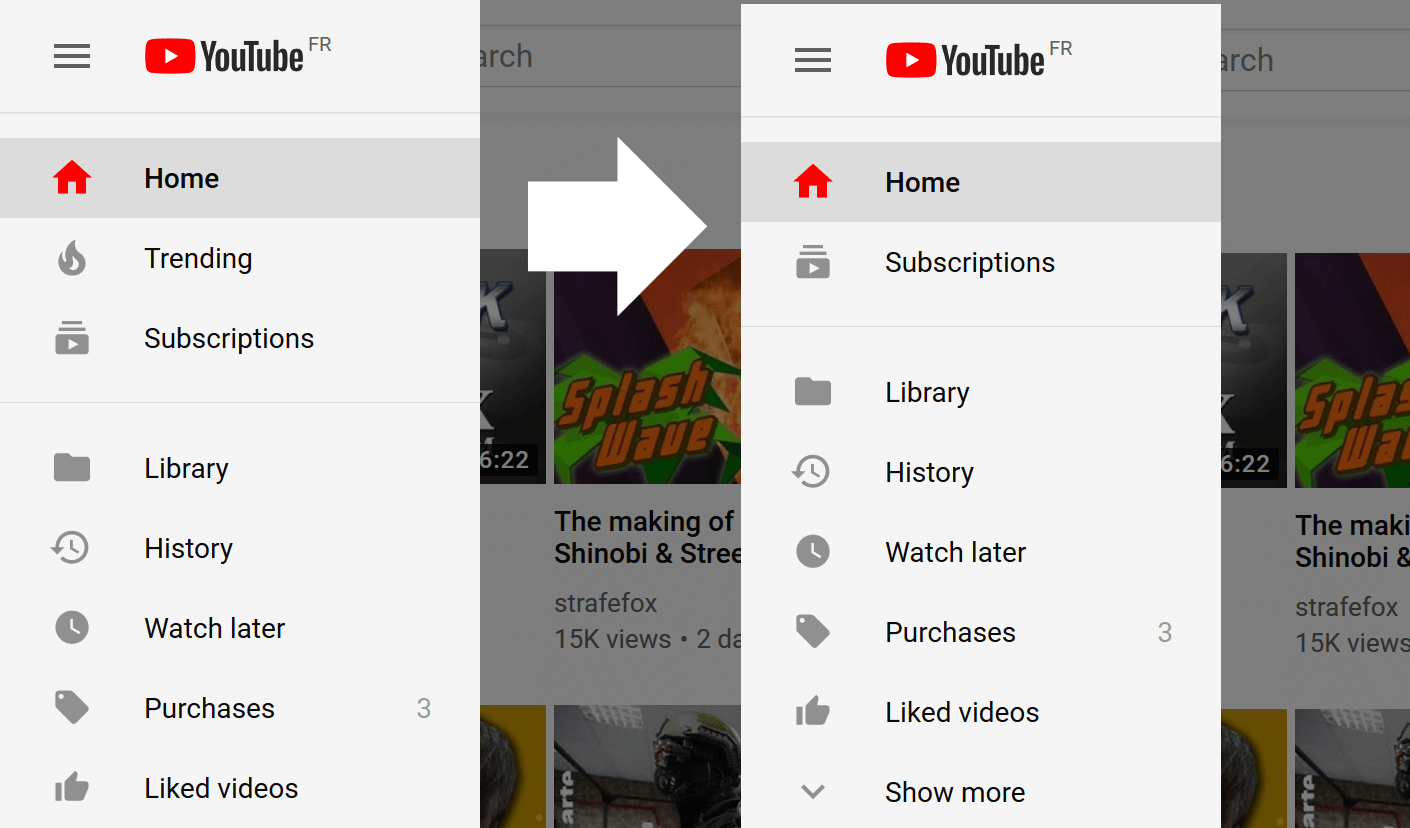 YouTube FR
arch
Home
Trending
Subscriptions
Library
History
Watch later
Purchases 3
Liked videos
6:22
Splash
Wave
The making of
Shinobi & Stree
strafefox
15K views • 2 da
arte
YouTube FR
arch
Home
Subscriptions
Library
History
Watch later
Purchases 3
Liked videos
Show more
6:22
Splas
Wa
The maki
Shinobi &
strafefox
15K views
arte